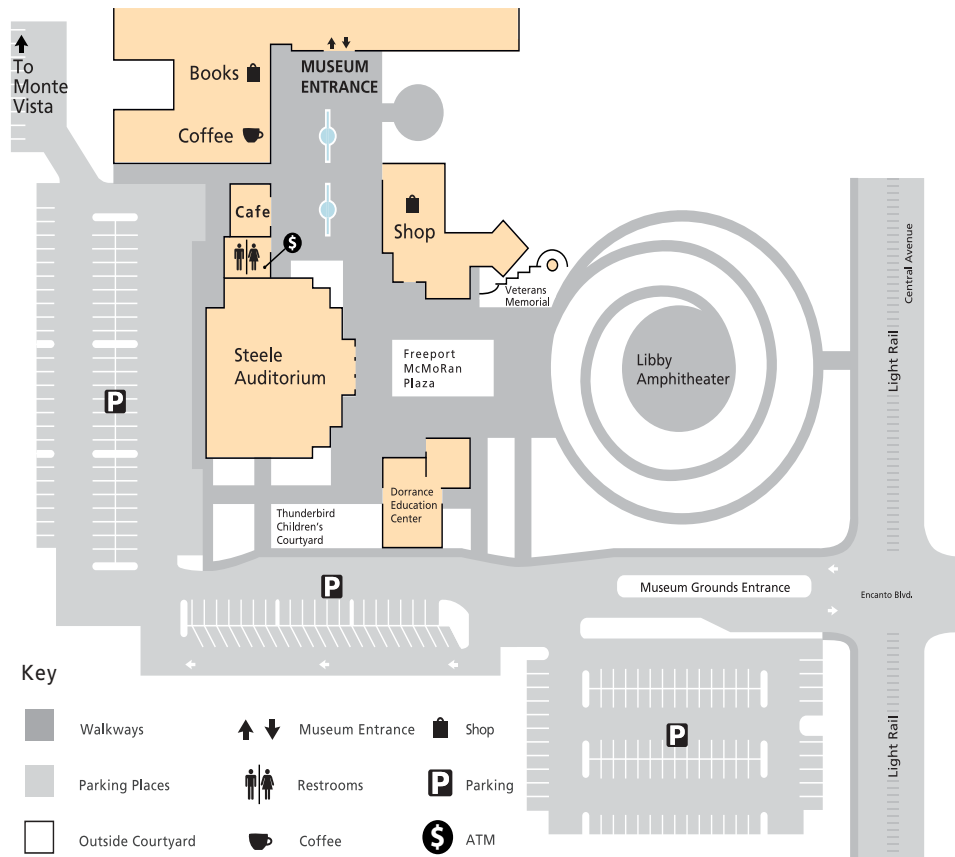 To
Monte
Vista
Books
Coffee
MUSEUM
ENTRANCE
Cafe
$
Shop
Veterans
Memorial
Steele
Auditorium
Freeport
McMoRan
Plaza
Libby
Amphitheater
Central Avenue
Light Rail
P
Dorrance
Education
Center
Thunderbird
Children's
Courtyard
P
Museum Grounds Entrance
Encanto Blvd.
Light Rail
P
Key
Walkways
Museum Entrance
Shop
Parking Places
Restrooms
P
Parking
Outside Courtyard
Coffee
$
ATM